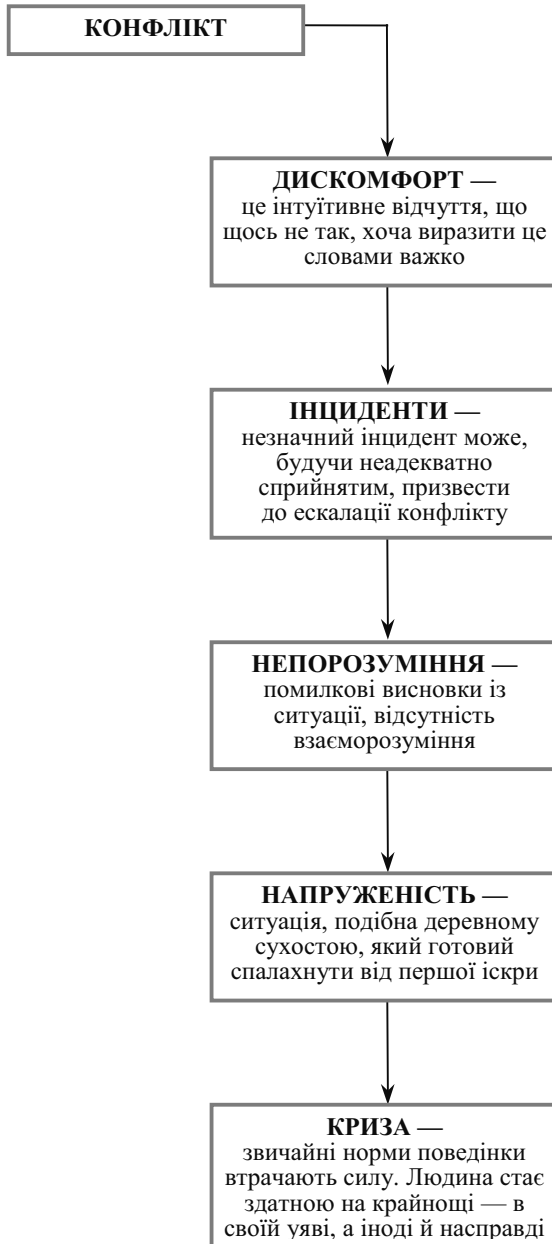 КОНФЛІКТ
ДИСКОМФОРТ —
це інтуїтивне відчуття, що
щось не так, хоча виразити це
словами важко
ІНЦИДЕНТИ —
незначний інцидент може,
будучи неадекватно
сприйнятим, призвести
до ескалації конфлікту
НЕПОРОЗУМІННЯ —
помилкові висновки із
ситуації, відсутність
взаєморозуміння
НАПРУЖЕНІСТЬ —
ситуація, подібна деревному
сухостою, який готовий
спалахнути від першої іскри
КРИЗА —
звичайні норми поведінки
втрачають силу. Людина стає
здатною на крайнощі — в
своїй уяві, а іноді й насправді